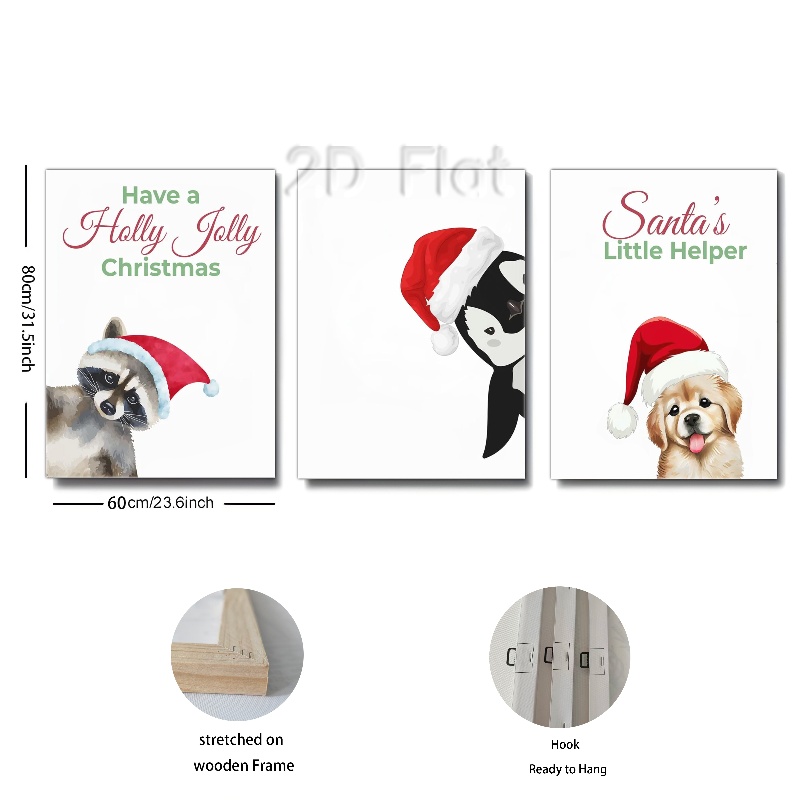 2D Flat
Have a
Holly Jolly
Christmas
Santa's
Little Helper
80cm/31.5inch
60cm/23.6inch
stretched on
wooden Frame
Hook
Ready to Hang